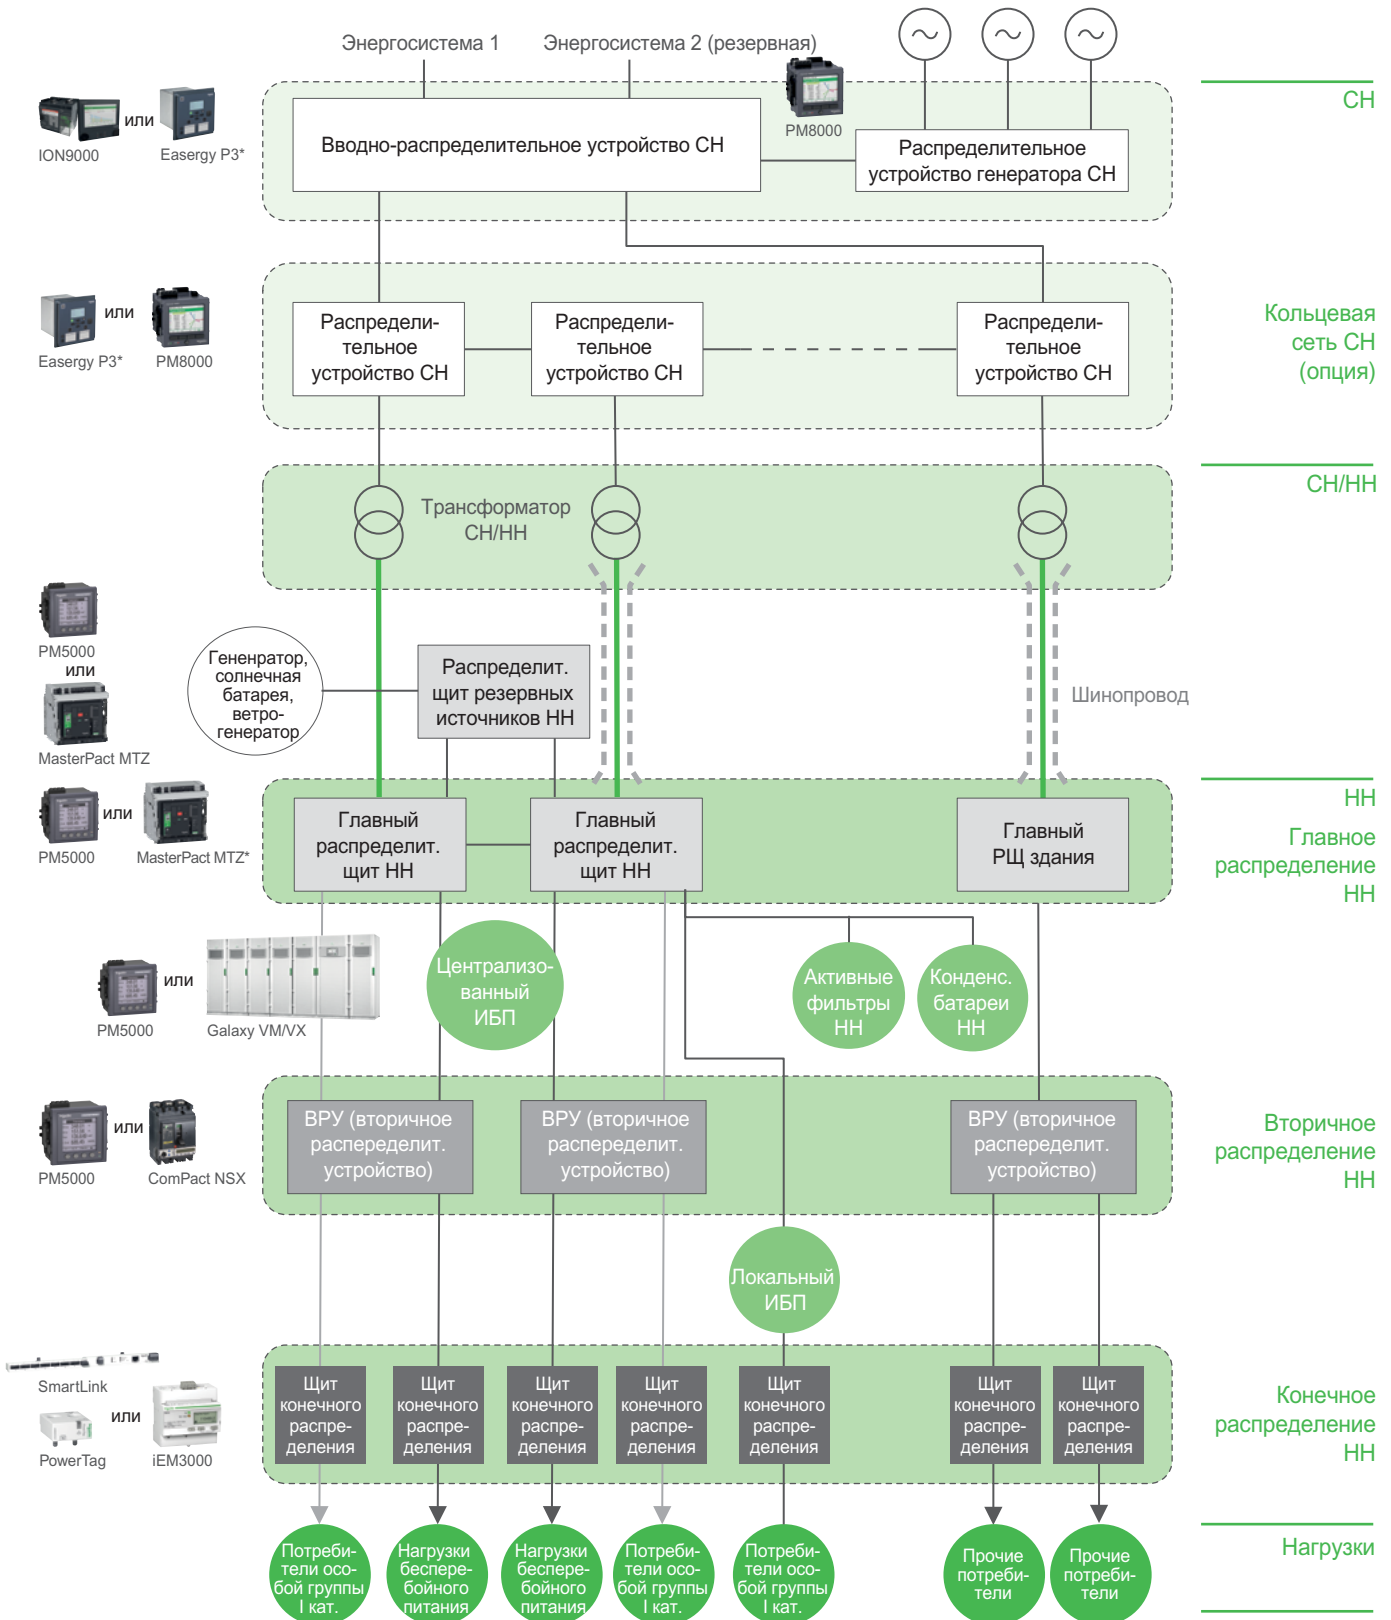 Энергосистема 1
Энергосистема 2 (резервная)
СН
ION9000
или
Easergy P3*
PM8000
Вводно-распределительное устройство СН
Распределительное
устройство генератора СН
Easergy P3*
или
PM8000
Распредели-
тельное
устройство СН
Распредели-
тельное
устройство СН
Распредели-
тельное
устройство СН
Кольцевая
сеть СН
(опция)
СН/НН
Трансформатор
СН/НН
PM5000
или
MasterPact MTZ
Гененратор,
солнечная
батарея,
ветро-
генератор
Распределит.
щит резервных
источников НН
Шинопровод
PM5000
или
MasterPact MTZ*
Главный
распределит.
щит НН
Главный
распределит.
щит НН
Главный
РЩ здания
НН
Главное
распределение
НН
PM5000
или
Galaxy VM/VX
Централизо-
ванный
ИБП
Активные
фильтры
НН
Конденс.
батареи
НН
PM5000
или
ComPact NSX
ВРУ (вторичное
распеределит.
устройство)
ВРУ (вторичное
распеределит.
устройство)
ВРУ (вторичное
распеределит.
устройство)
Вторичное
распределение
НН
Локальный
ИБП
SmartLink
PowerTag
или
iEM3000
Щит
конечного
распре-
деления
Щит
конечного
распре-
деления
Щит
конечного
распре-
деления
Щит
конечного
распре-
деления
Щит
конечного
распре-
деления
Щит
конечного
распре-
деления
Щит
конечного
распре-
деления
Конечное
распределение
НН
Потреби-
тели осо-
бой группы
I кат.
Нагрузки
беспере-
бойного
питания
Нагрузки
беспере-
бойного
питания
Потреби-
тели осо-
бой группы
I кат.
Потреби-
тели осо-
бой группы
I кат.
Прочие
потреби-
тели
Прочие
потреби-
тели
Нагрузки